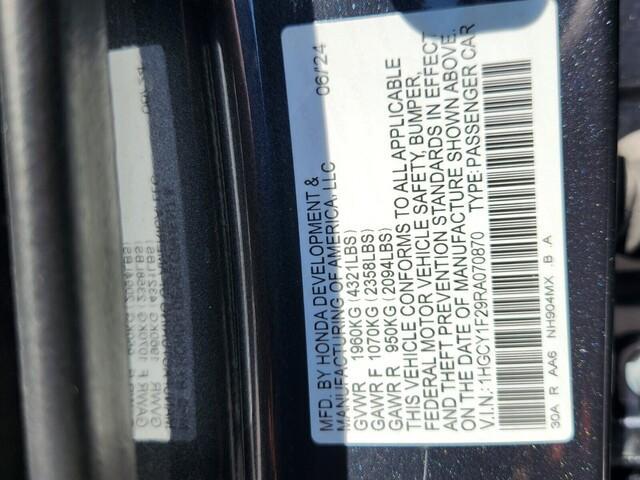 MFD. BY HONDA DEVELOPMENT & 06/24
MANUFACTURING OF AMERICA, LLC
GVWR 1960KG (4321LBS)
GAWR F 1070KG (2358LBS)
GAWR R 950KG (2094LBS)
THIS VEHICLE CONFORMS TO ALL APPLICABLE
FEDERAL MOTOR VEHICLE SAFETY, BUMPER,
AND THEFT PREVENTION STANDARDS IN EFFECT
ON THE DATE OF MANUFACTURE SHOWN ABOVE.
V.I.N.: 1HGCY1F29RA070870 TYPE: PASSENGER CAR
30A R AA6 NH904MX .B A